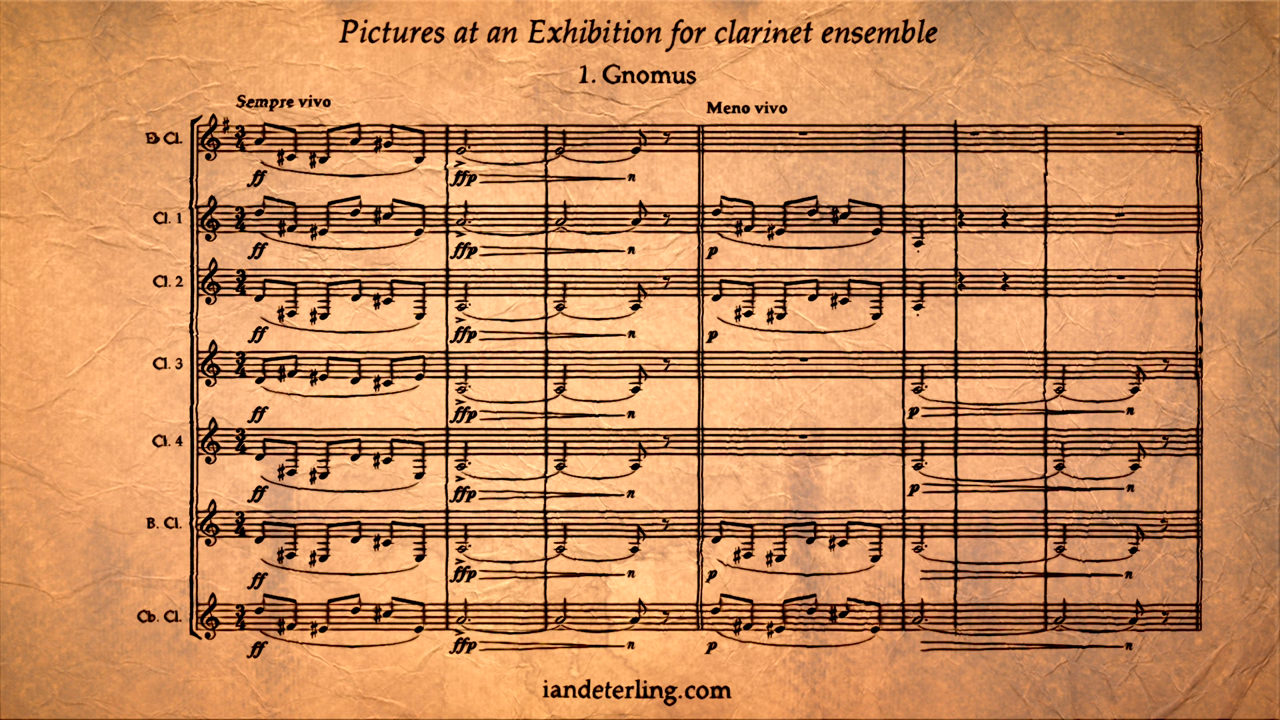 Pictures at an Exhibition for clarinet ensemble
1. Gnomus
Sempre vivo
Meno vivo
E♭ Cl.
ff
ffp
n
Cl. 1
ff
ffp
n
p
Cl. 2
ff
ffp
n
p
Cl. 3
ff
ffp
n
p
n
Cl. 4
ff
ffp
n
p
n
B. Cl.
ff
ffp
n
p
n
Cb. Cl.
ff
ffp
n
p
n
iandeterling.com